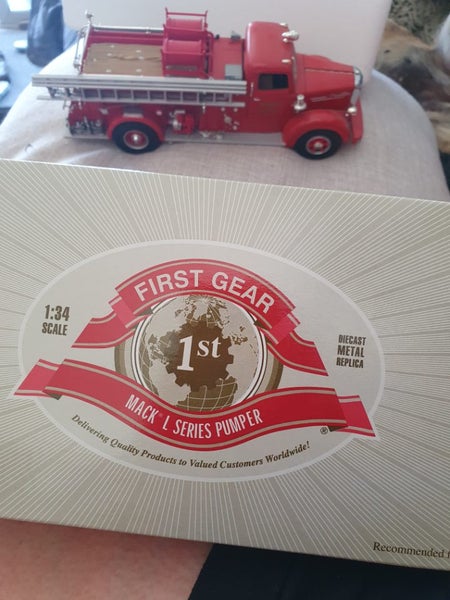 FIRST GEAR
1:34
SCALE
1st
DIECAST
METAL
REPLICA
MACK® L SERIES PUMPER
®
Delivering Quality Products to Valued Customers Worldwide!
Recommended